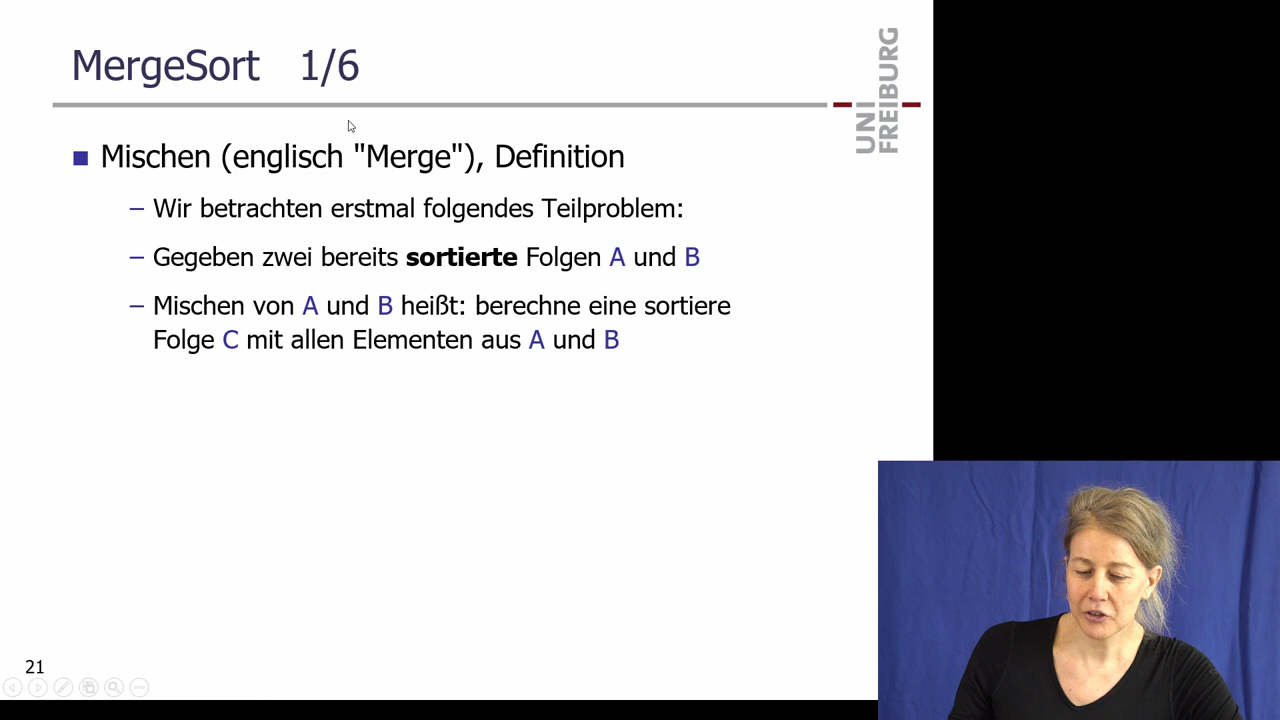 MergeSort 1/6
UNI
FREIBURG
■ Mischen (englisch "Merge"), Definition
– Wir betrachten erstmal folgendes Teilproblem:
– Gegeben zwei bereits sortierte Folgen A und B
– Mischen von A und B heißt: berechne eine sortiere
Folge C mit allen Elementen aus A und B
21